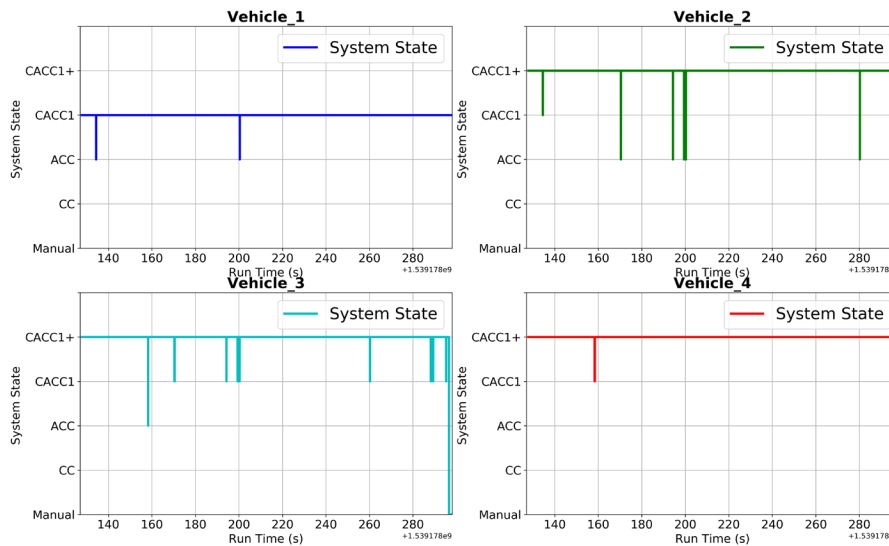 Vehicle_1
System State
CACC1+
CACC1
ACC
CC
Manual
System State
140 160 180 200 220 240 260 280
Run Time (s)
+1.539178e9
Vehicle_2
System State
CACC1+
CACC1
ACC
CC
Manual
System State
140 160 180 200 220 240 260 280
Run Time (s)
+1.539178
Vehicle_3
System State
CACC1+
CACC1
ACC
CC
Manual
System State
140 160 180 200 220 240 260 280
Run Time (s)
+1.539178e9
Vehicle_4
System State
CACC1+
CACC1
ACC
CC
Manual
System State
140 160 180 200 220 240 260 280
Run Time (s)
+1.539178